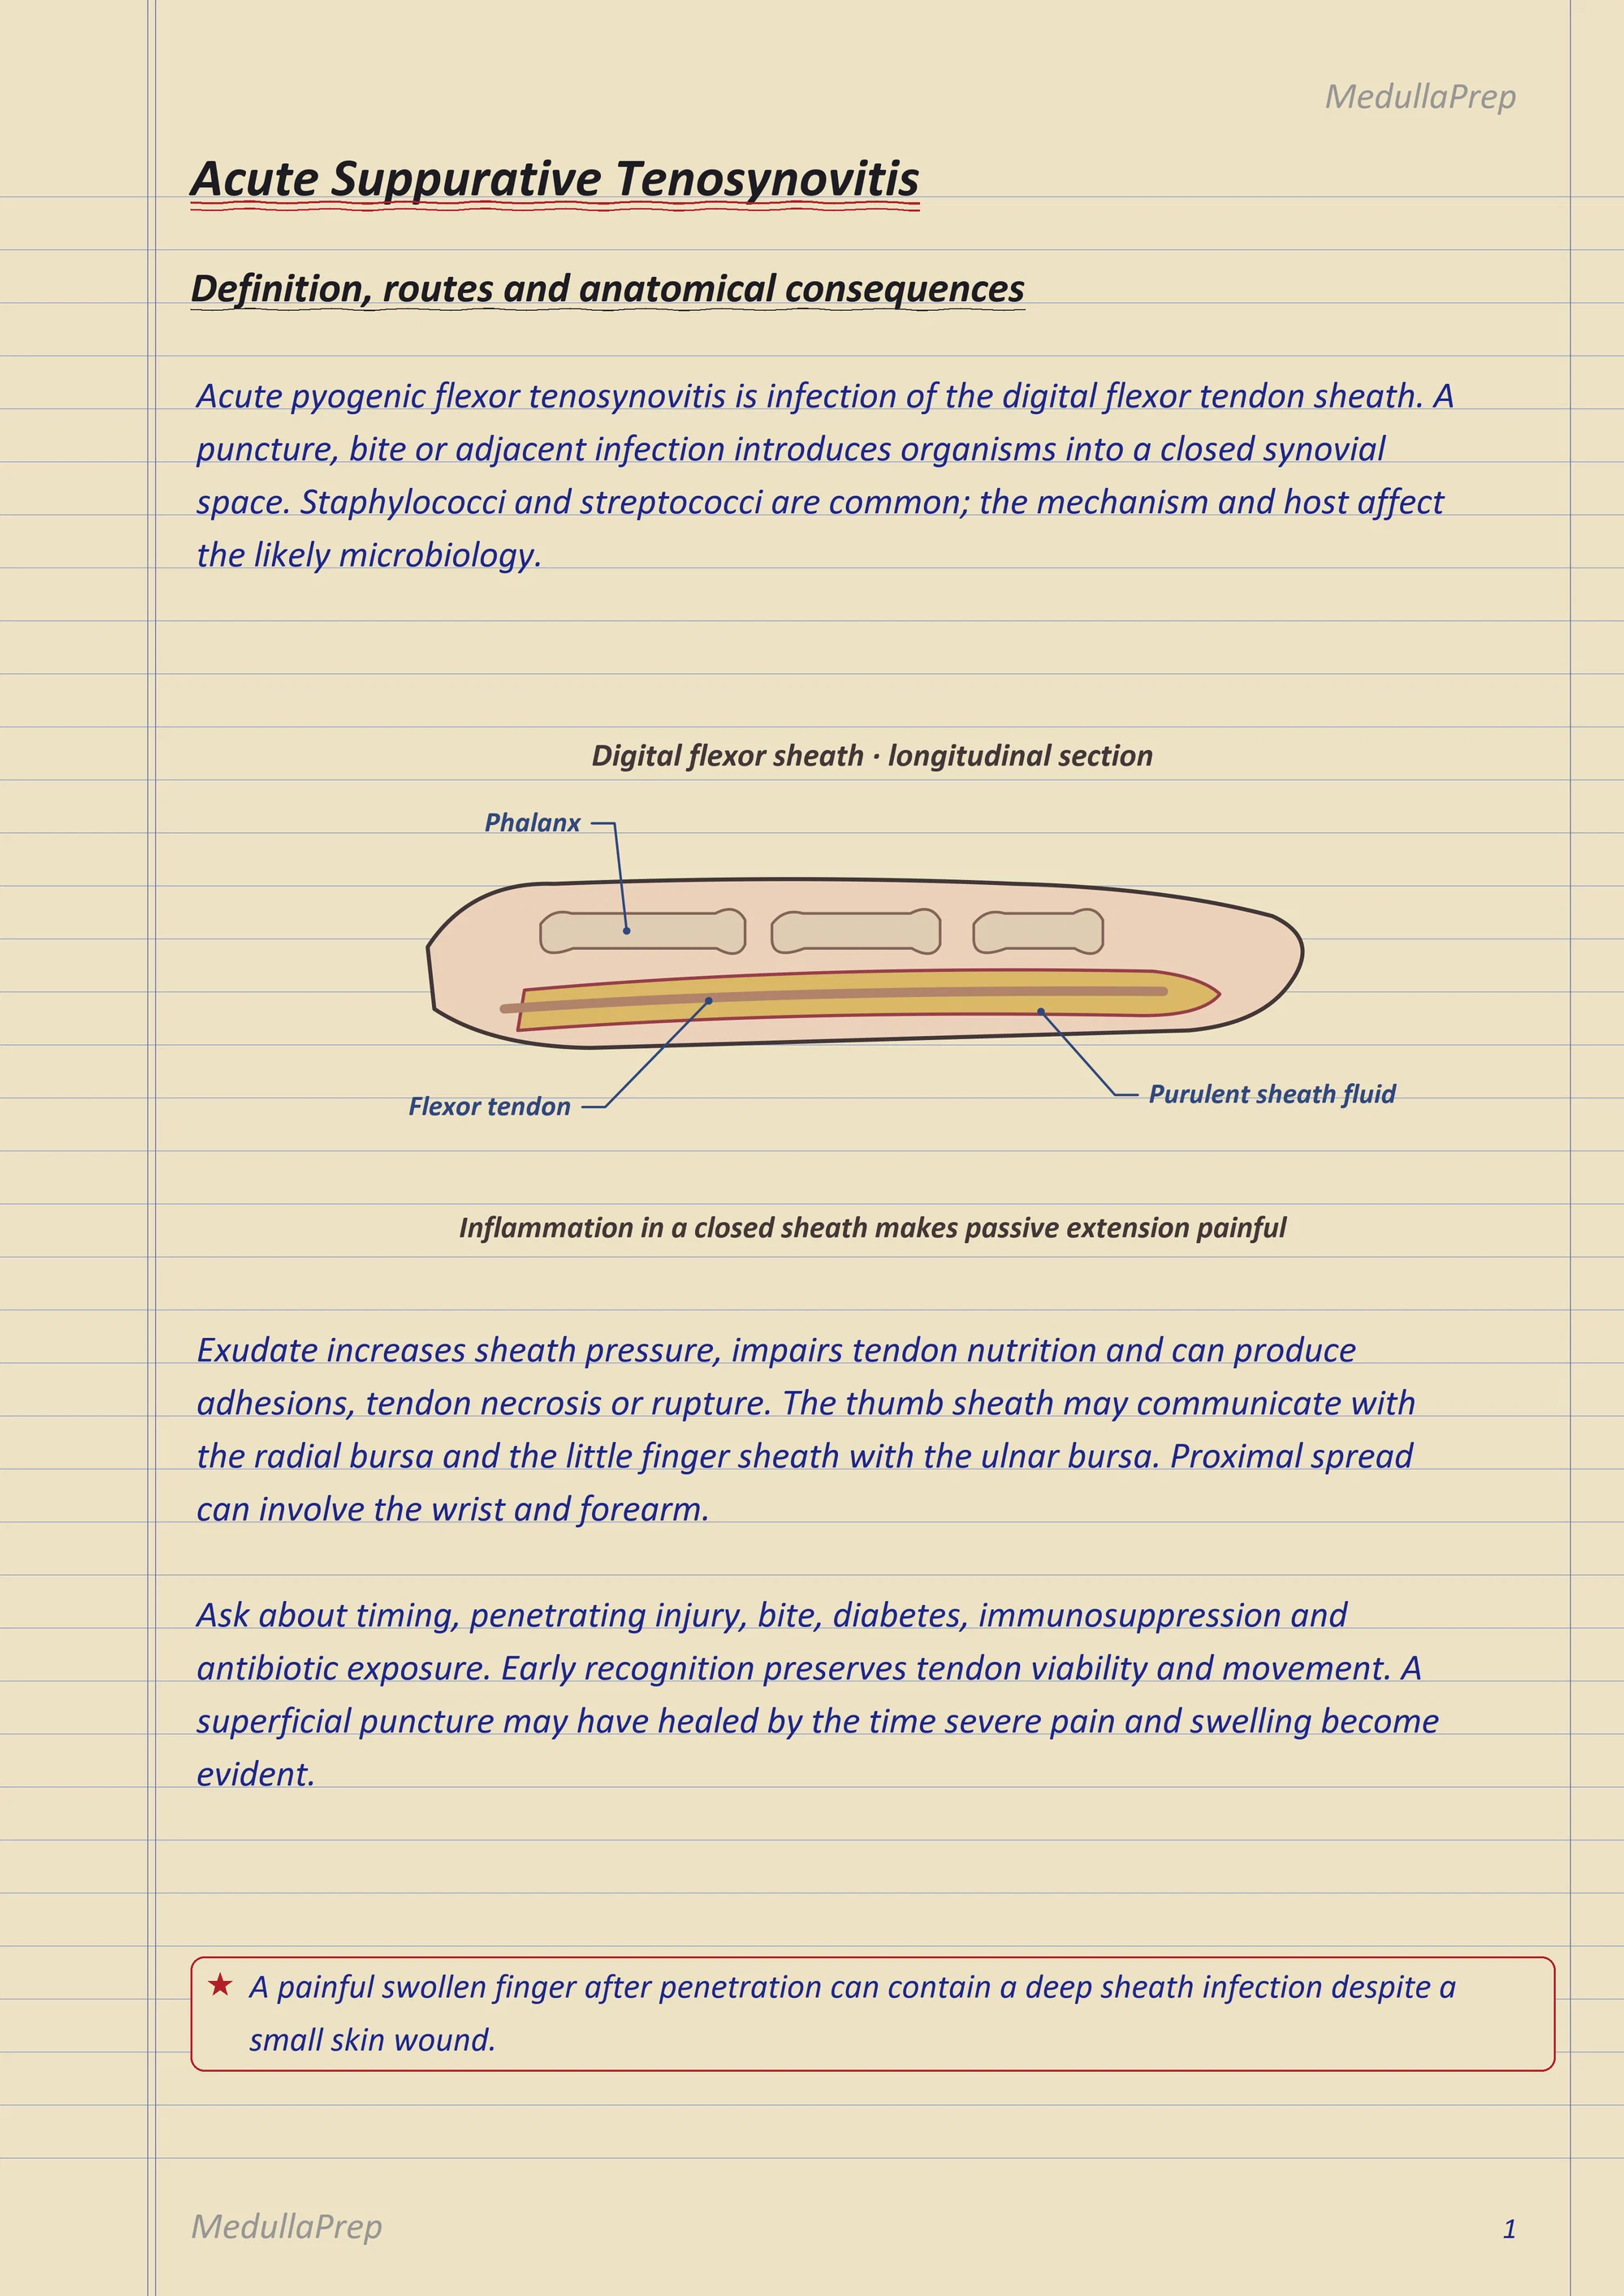 MedullaPrep
Acute Suppurative Tenosynovitis
Definition, routes and anatomical consequences
Acute pyogenic flexor tenosynovitis is infection of the digital flexor tendon sheath. A
puncture, bite or adjacent infection introduces organisms into a closed synovial
space. Staphylococci and streptococci are common; the mechanism and host affect
the likely microbiology.
Digital flexor sheath · longitudinal section
Phalanx
Flexor tendon
Purulent sheath fluid
Inflammation in a closed sheath makes passive extension painful
Exudate increases sheath pressure, impairs tendon nutrition and can produce
adhesions, tendon necrosis or rupture. The thumb sheath may communicate with
the radial bursa and the little finger sheath with the ulnar bursa. Proximal spread
can involve the wrist and forearm.
Ask about timing, penetrating injury, bite, diabetes, immunosuppression and
antibiotic exposure. Early recognition preserves tendon viability and movement. A
superficial puncture may have healed by the time severe pain and swelling become
evident.
★ A painful swollen finger after penetration can contain a deep sheath infection despite a
small skin wound.
MedullaPrep
1